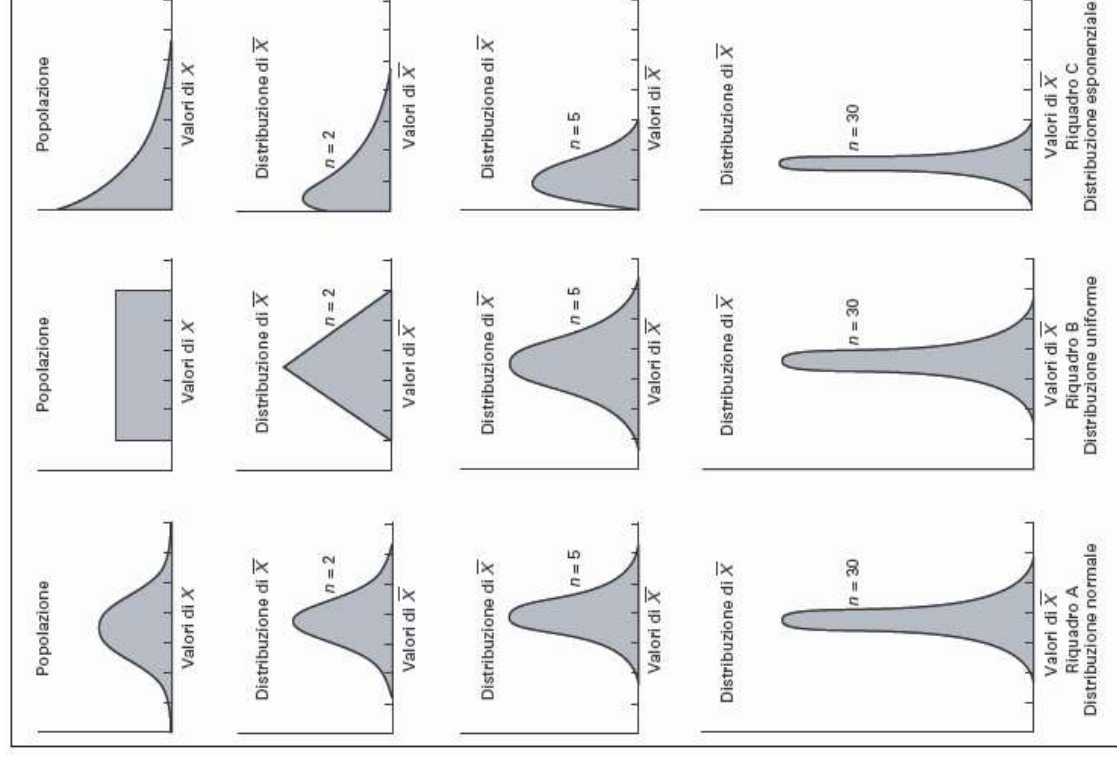 Popolazione
Popolazione
Popolazione
Valori di X
Valori di X
Valori di X
Distribuzione di X̅
Distribuzione di X̅
Distribuzione di X̅
n = 2
n = 2
n = 2
Valori di X̅
Valori di X̅
Valori di X̅
Distribuzione di X̅
Distribuzione di X̅
Distribuzione di X̅
n = 5
n = 5
n = 5
Valori di X̅
Valori di X̅
Valori di X̅
Distribuzione di X̅
Distribuzione di X̅
Distribuzione di X̅
n = 30
n = 30
n = 30
Valori di X̅
Riquadro A
Distribuzione normale
Valori di X̅
Riquadro B
Distribuzione uniforme
Valori di X̅
Riquadro C
Distribuzione esponenziale